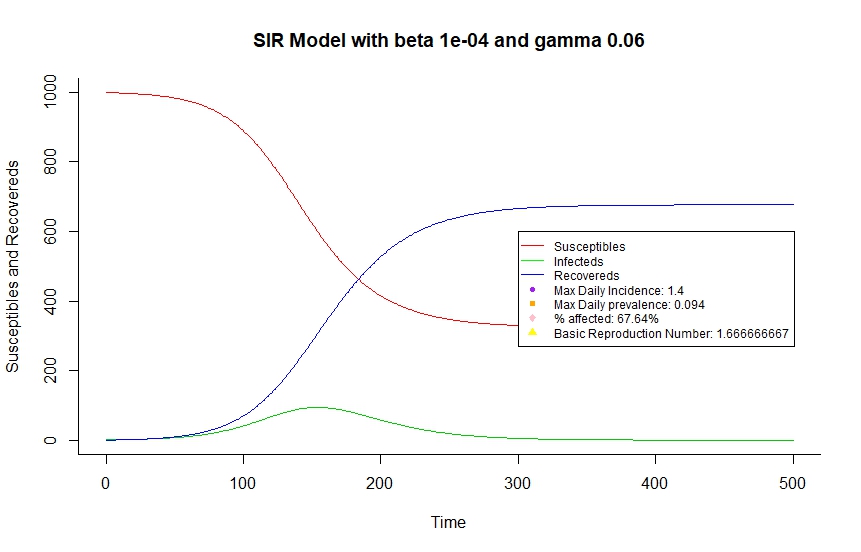 SIR Model with beta 1e-04 and gamma 0.06
Susceptibles and Recovereds
1000
800
600
400
200
0
Susceptibles
Infecteds
Recovereds
Max Daily Incidence: 1.4
Max Daily prevalence: 0.094
% affected: 67.64%
Basic Reproduction Number: 1.666666667
0 100 200 300 400 500
Time